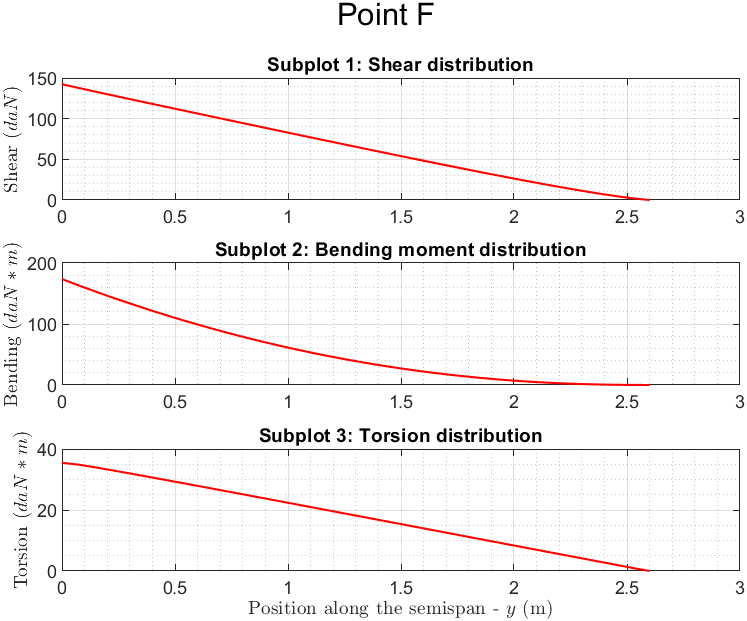 Point F
Subplot 1: Shear distribution
Shear (daN)
150
100
50
0
0 0.5 1 1.5 2 2.5 3
Subplot 2: Bending moment distribution
Bending (daN * m)
200
100
0
0 0.5 1 1.5 2 2.5 3
Subplot 3: Torsion distribution
Torsion (daN * m)
40
20
0
0 0.5 1 1.5 2 2.5 3
Position along the semispan - y (m)